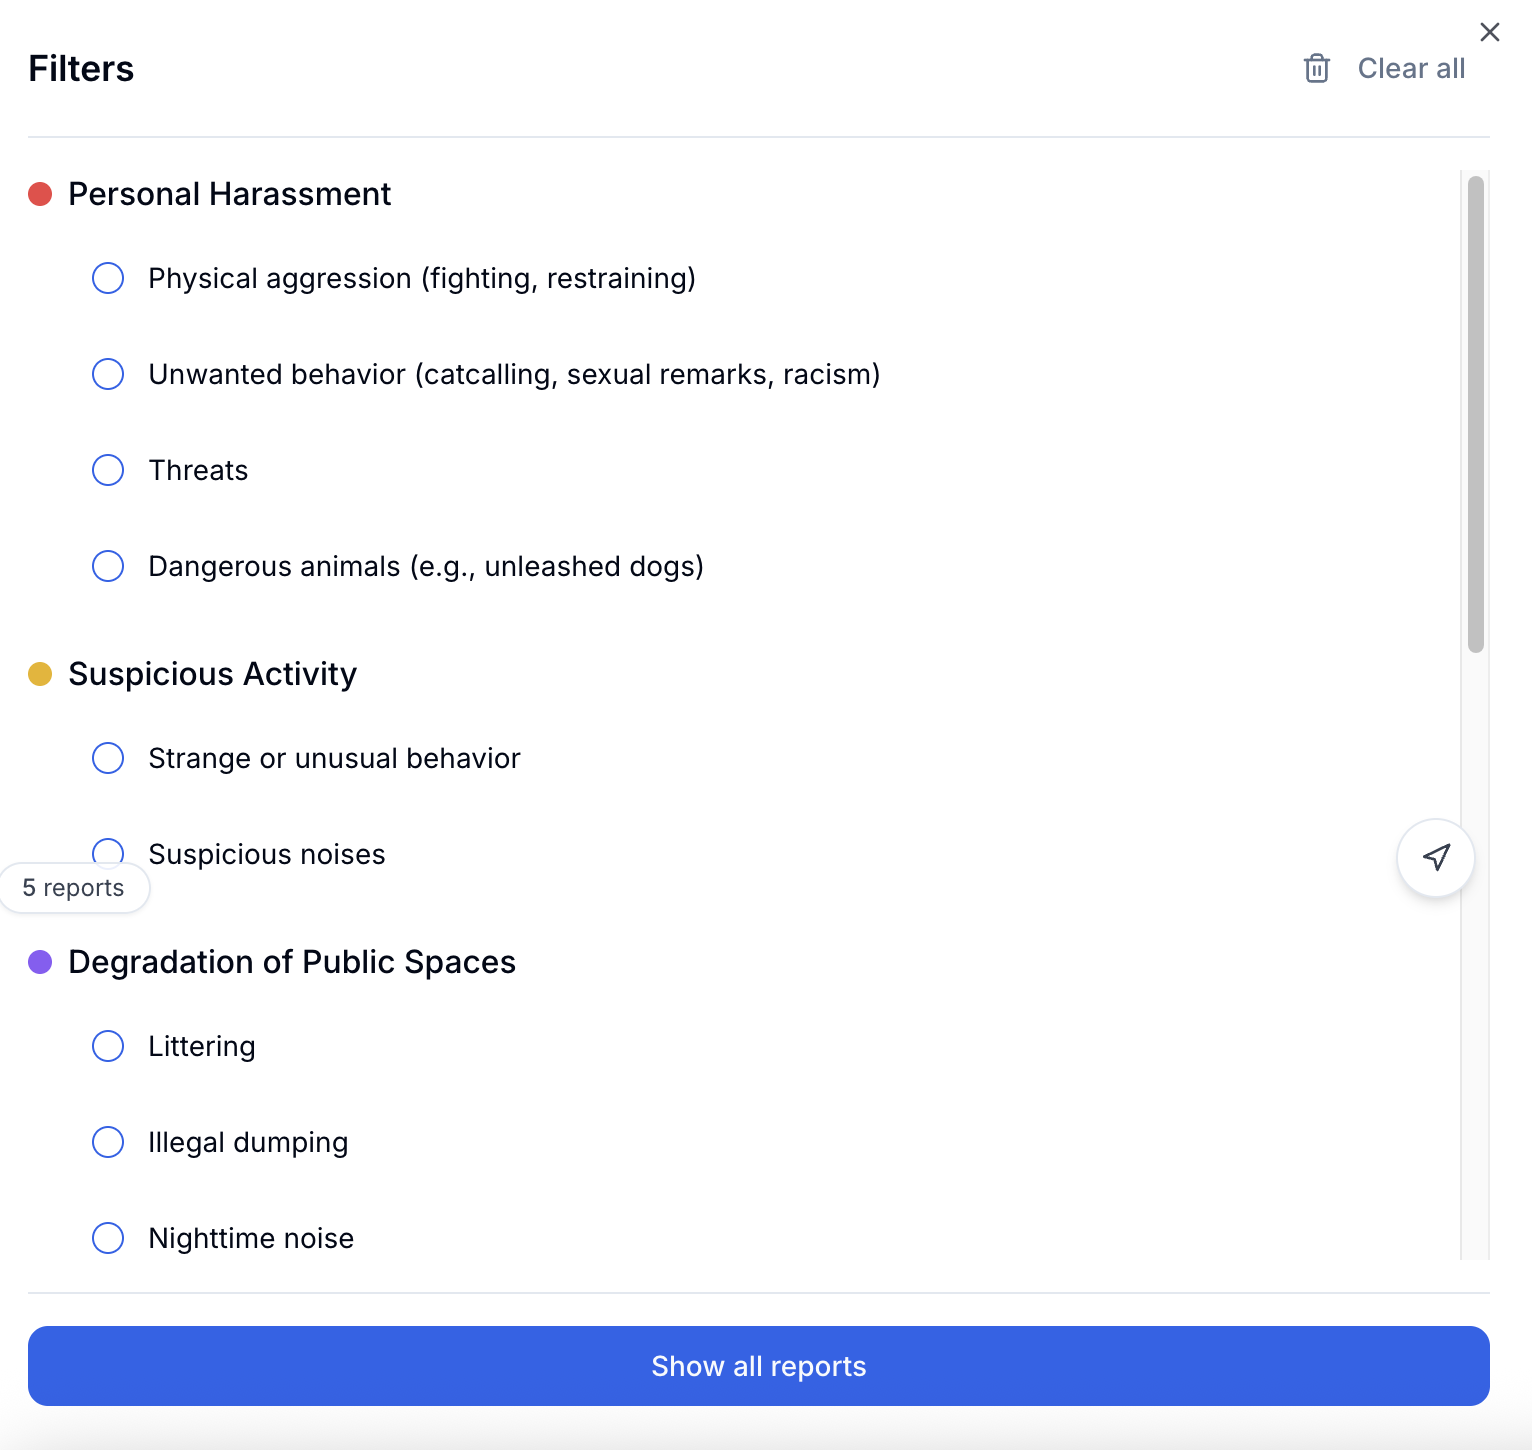 Filters
Clear all
Personal Harassment
Physical aggression (fighting, restraining)
Unwanted behavior (catcalling, sexual remarks, racism)
Threats
Dangerous animals (e.g., unleashed dogs)
Suspicious Activity
Strange or unusual behavior
Suspicious noises
5 reports
Degradation of Public Spaces
Littering
Illegal dumping
Nighttime noise
Show all reports